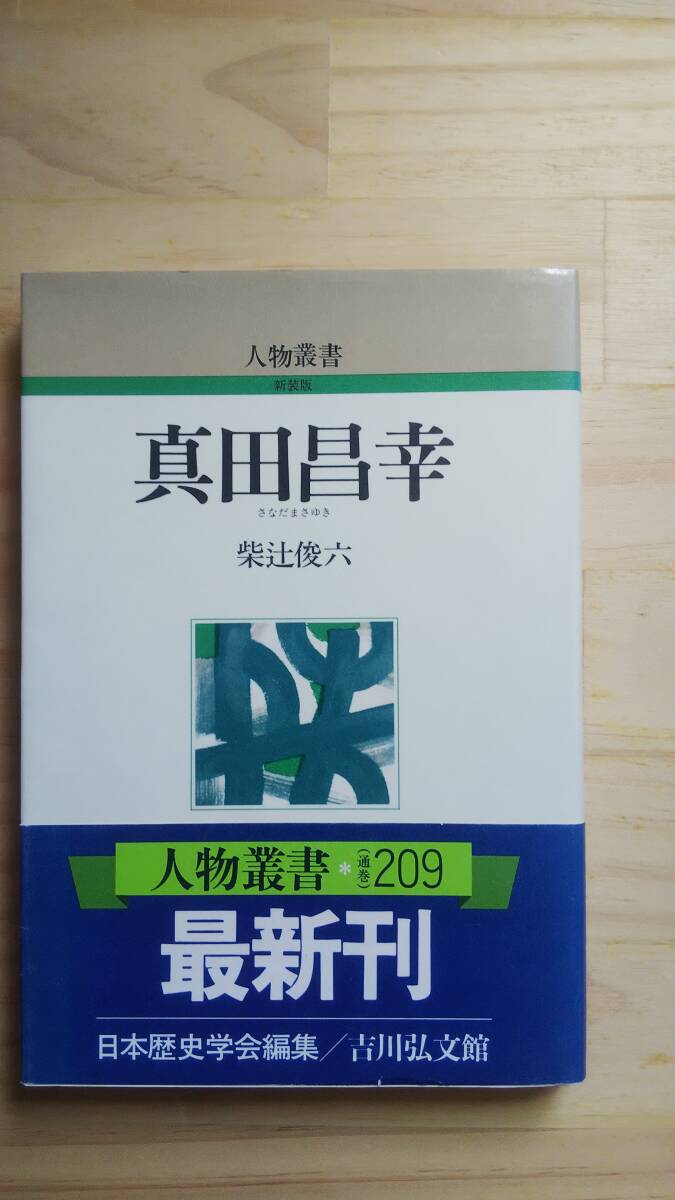 人物叢書
新装版
真田昌幸
さなだまさゆき
柴辻俊六
人物叢書*(通巻)209
最新刊
日本歴史学会編集/吉川弘文館